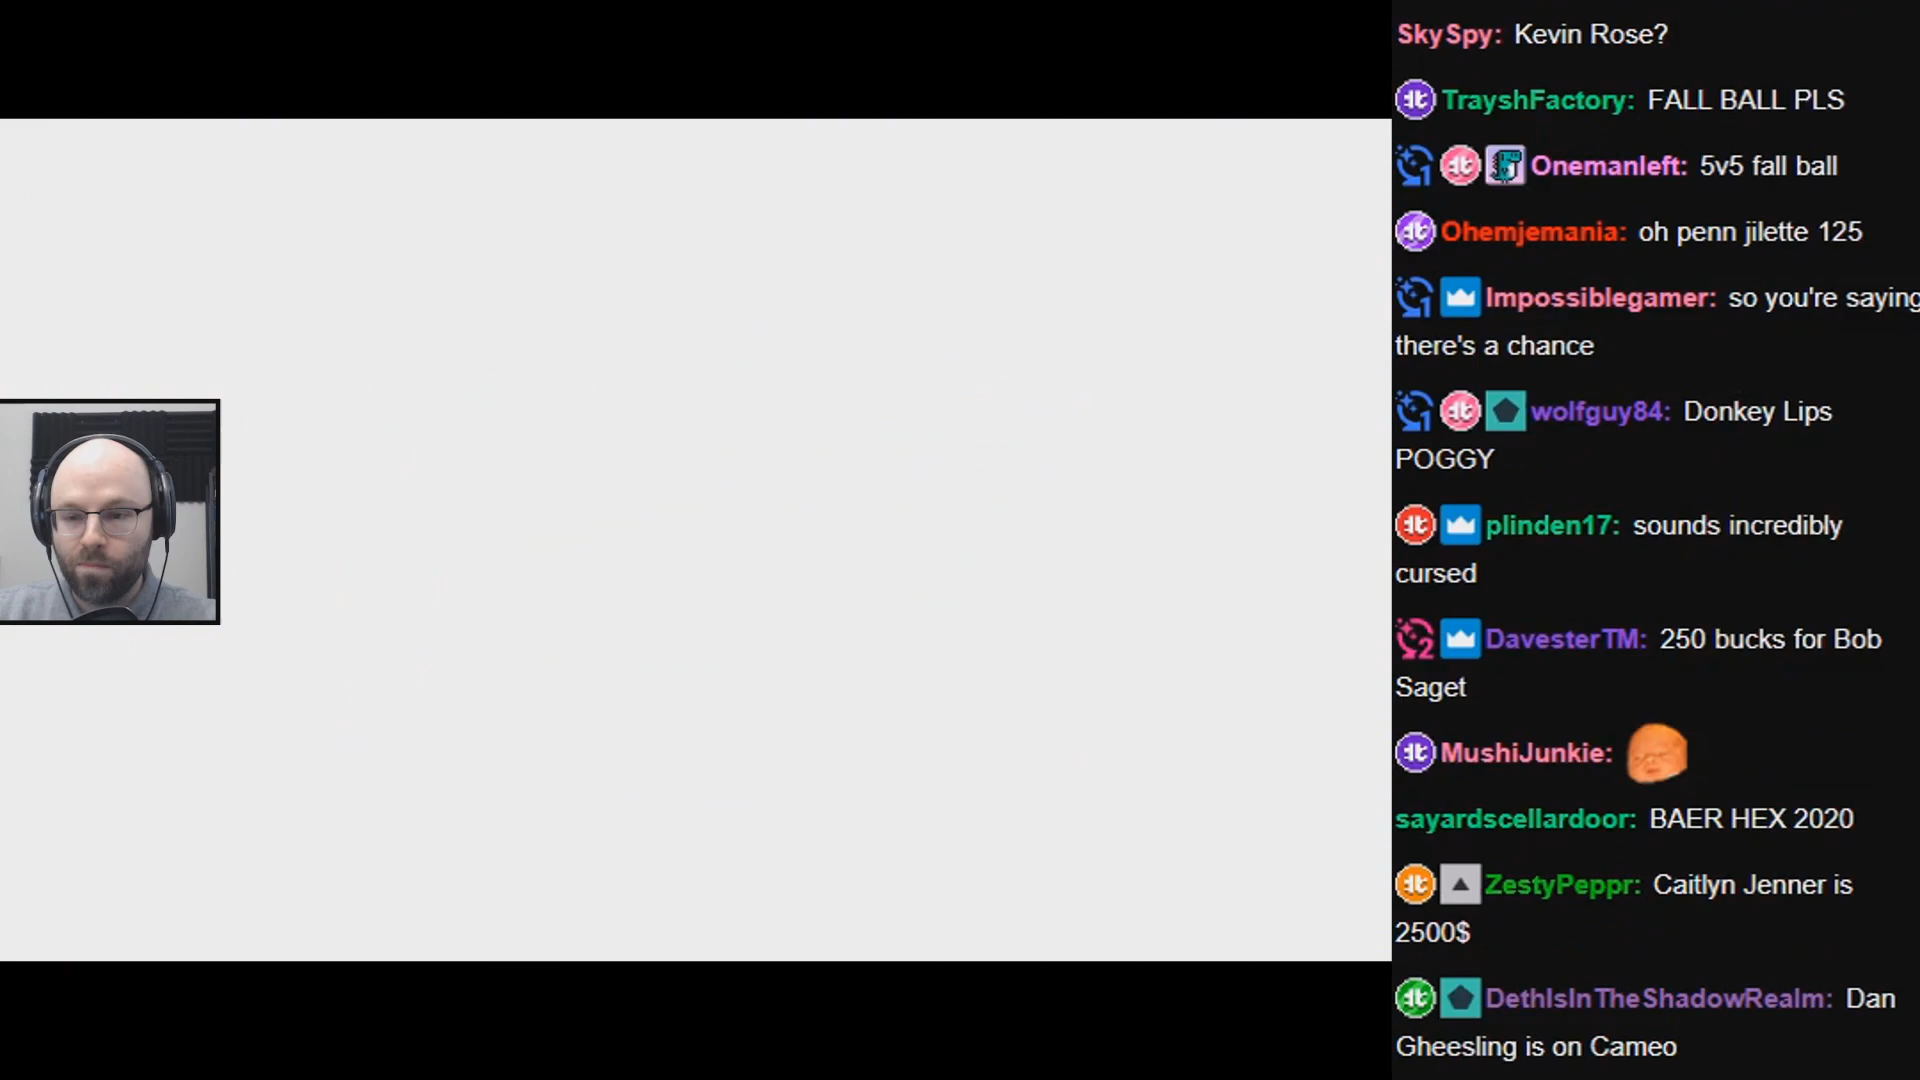 SkySpy: Kevin Rose?
TrayshFactory: FALL BALL PLS
Onemanleft: 5v5 fall ball
Ohemjemania: oh penn jilette 125
Impossiblegamer: so you're saying
there's a chance
wolfguy84: Donkey Lips
POGGY
plinden17: sounds incredibly
cursed
DavesterTM: 250 bucks for Bob
Saget
MushiJunkie:
sayardscellardoor: BAER HEX 2020
ZestyPeppr: Caitlyn Jenner is
2500$
DethIsInTheShadowRealm: Dan
Gheesling is on Cameo